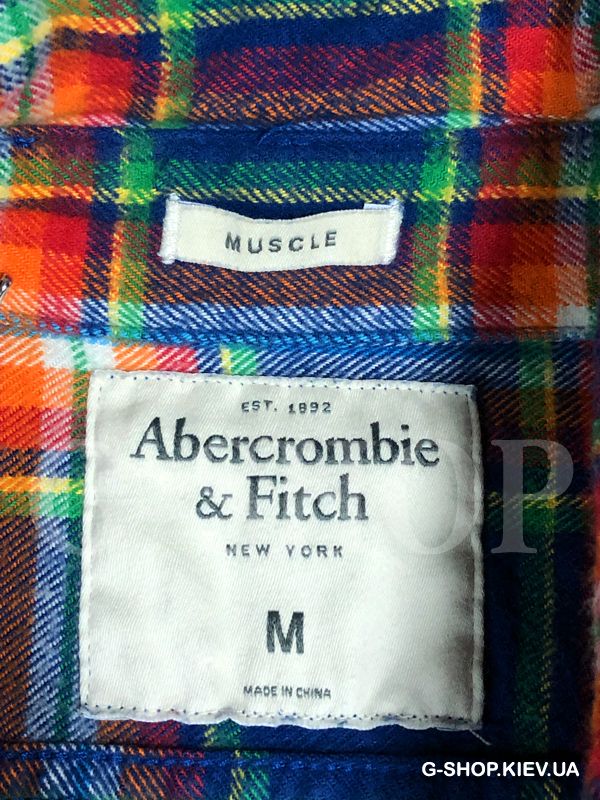 MUSCLE
EST. 1892
Abercrombie
& Fitch
NEW YORK
M
MADE IN CHINA
G-SHOP.KIEV.UA